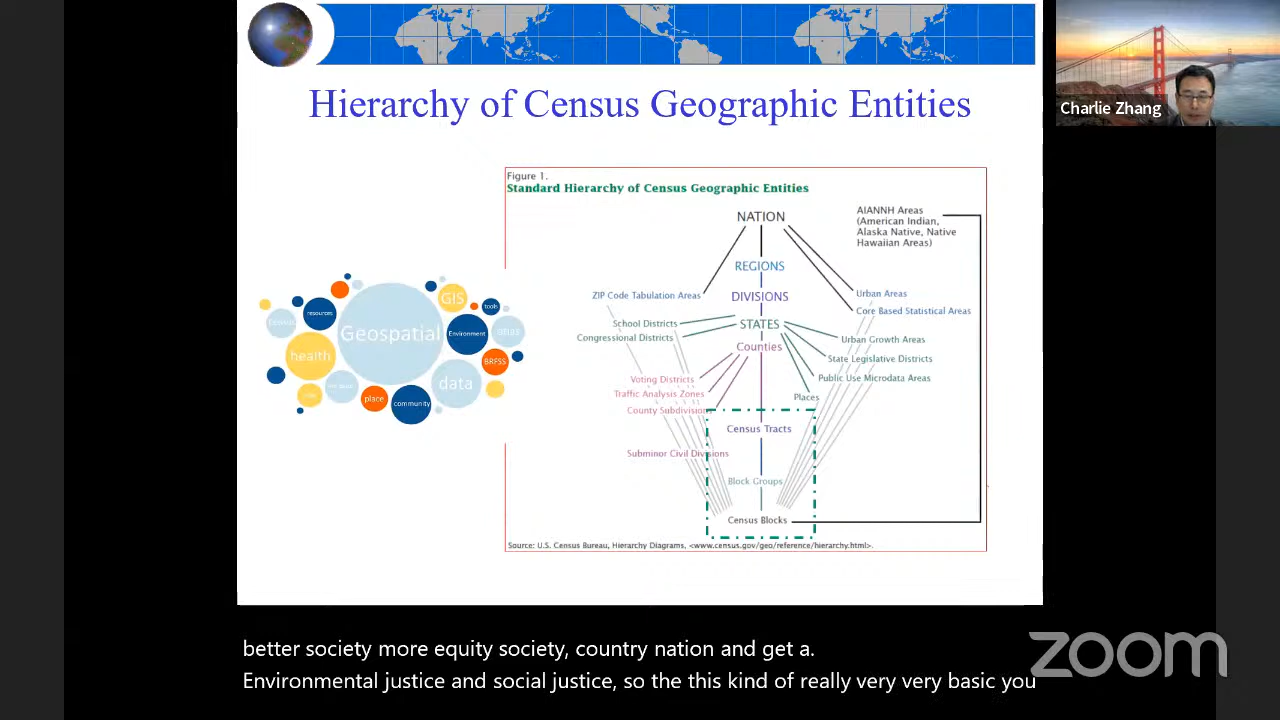 Hierarchy of Census Geographic Entities
Charlie Zhang
Figure 1.
Standard Hierarchy of Census Geographic Entities
NATION
AIANNH Areas
(American Indian,
Alaska Native, Native
Hawaiian Areas)
REGIONS
ZIP Code Tabulation Areas
DIVISIONS
Urban Areas
Core Based Statistical Areas
School Districts
STATES
Congressional Districts
Urban Growth Areas
Counties
State Legislative Districts
Voting Districts
Public Use Microdata Areas
Traffic Analysis Zones
Places
County Subdivisions
Census Tracts
Subminor Civil Divisions
Block Groups
Census Blocks
Source: U.S. Census Bureau, Hierarchy Diagrams, <www.census.gov/geo/reference/hierarchy.html>.
GIS
tools
resources
Geospatial
Environment
health
BRFSS
data
place
community
better society more equity society, country nation and get a.
Environmental justice and social justice, so the this kind of really very very basic you
zoom